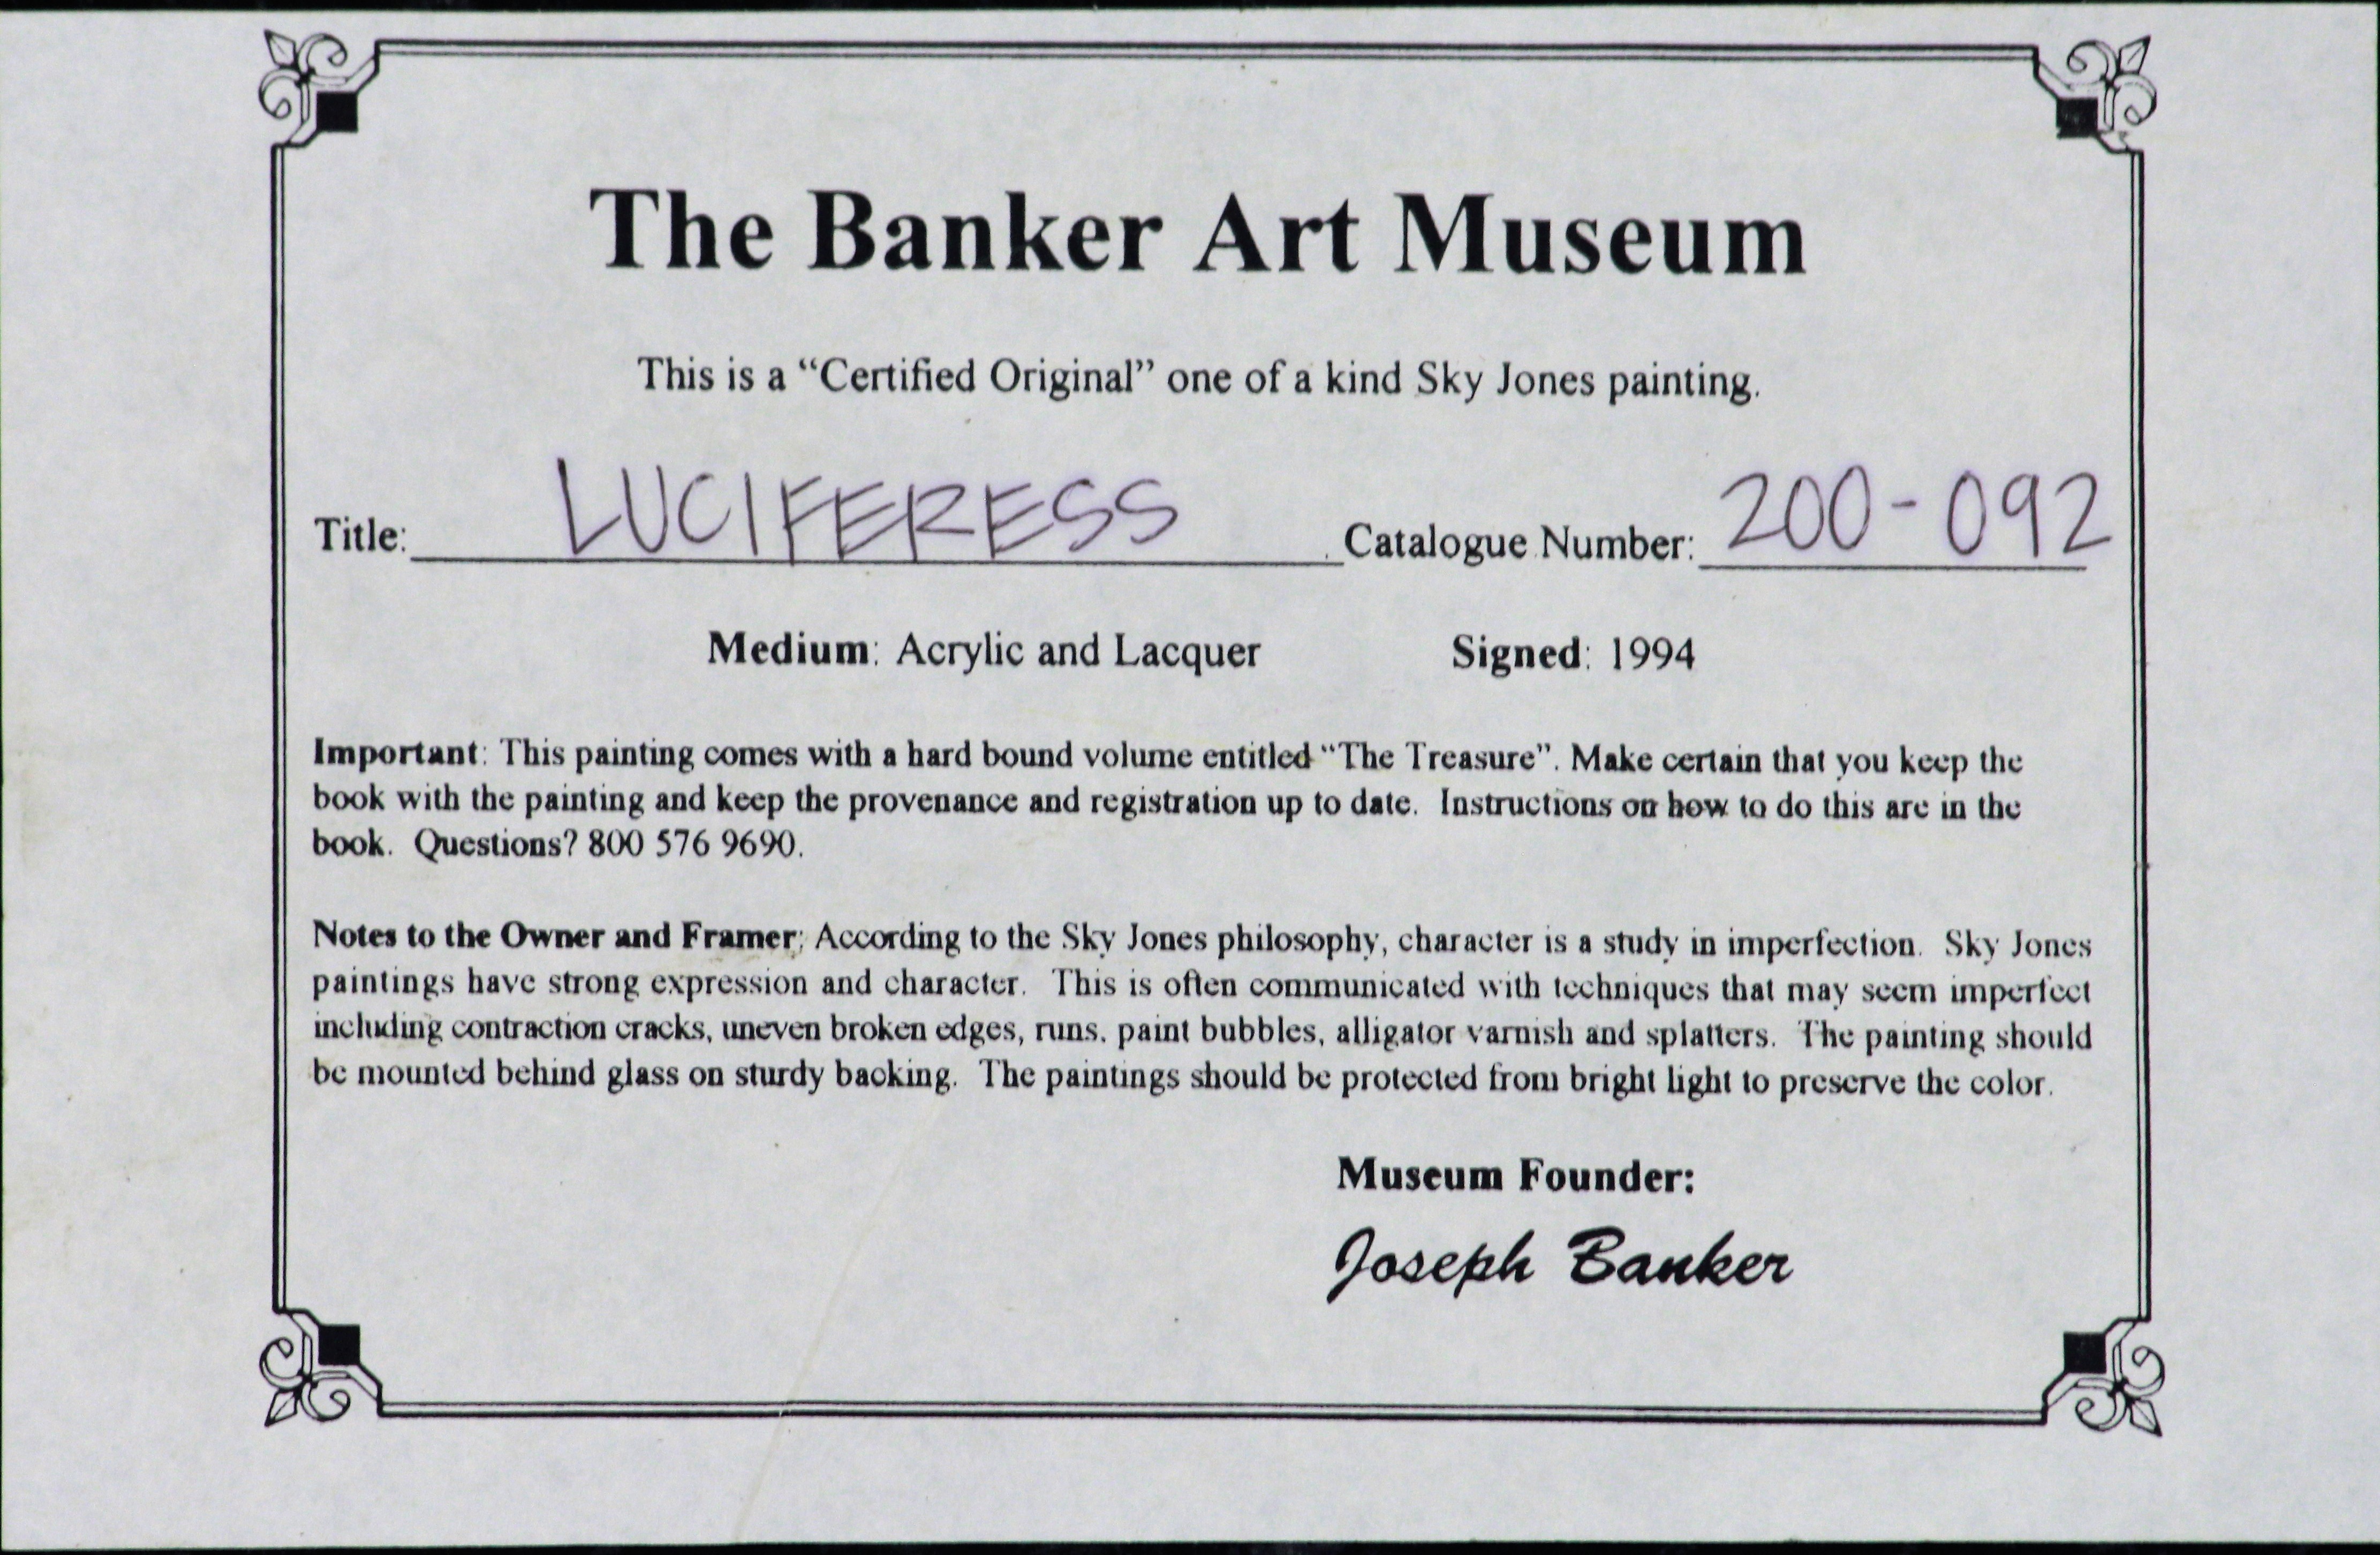 The Banker Art Museum
This is a “Certified Original” one of a kind Sky Jones painting.
Title: LUCIFERESS Catalogue Number: 200-092
Medium: Acrylic and Lacquer Signed: 1994
Important: This painting comes with a hard bound volume entitled “The Treasure”. Make certain that you keep the
book with the painting and keep the provenance and registration up to date. Instructions on how to do this are in the
book. Questions? 800 576 9690.
Notes to the Owner and Framer; According to the Sky Jones philosophy, character is a study in imperfection. Sky Jones
paintings have strong expression and character. This is often communicated with techniques that may seem imperfect
including contraction cracks, uneven broken edges, runs, paint bubbles, alligator varnish and splatters. The painting should
be mounted behind glass on sturdy backing. The paintings should be protected from bright light to preserve the color.
Museum Founder:
Joseph Banker